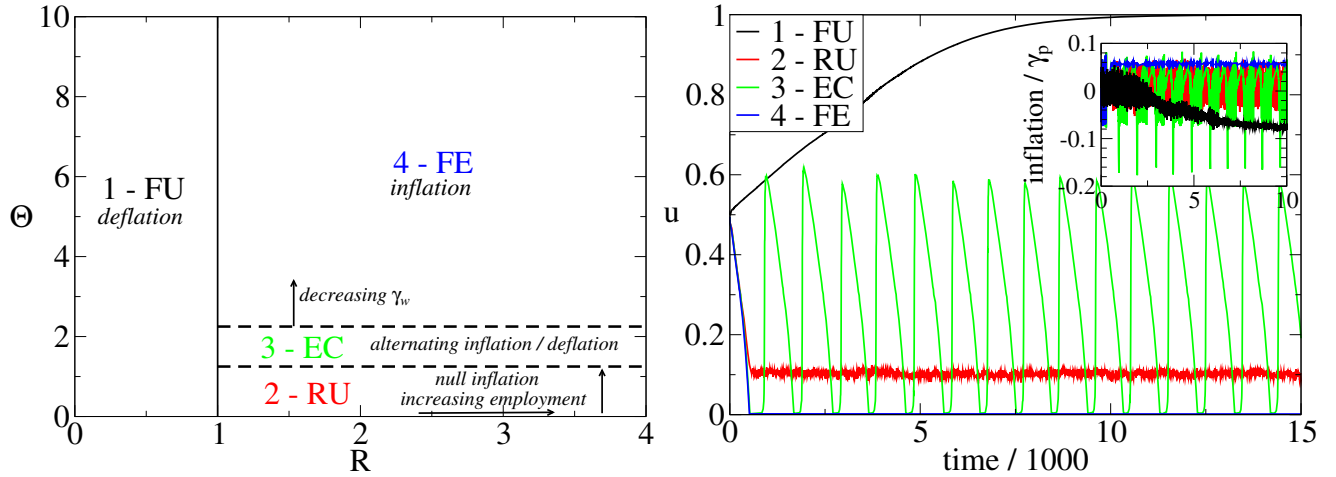 10
8
6
4
2
0
Θ
0
1
2
3
4
R
1 - FU
deflation
4 - FE
inflation
decreasing γw
3 - EC
alternating inflation / deflation
2 - RU
null inflation
increasing employment
1
0.8
0.6
0.4
0.2
0
u
0
5
10
15
time / 1000
1 - FU
2 - RU
3 - EC
4 - FE
0.1
0
-0.1
-0.2
inflation / γp
0
5
10